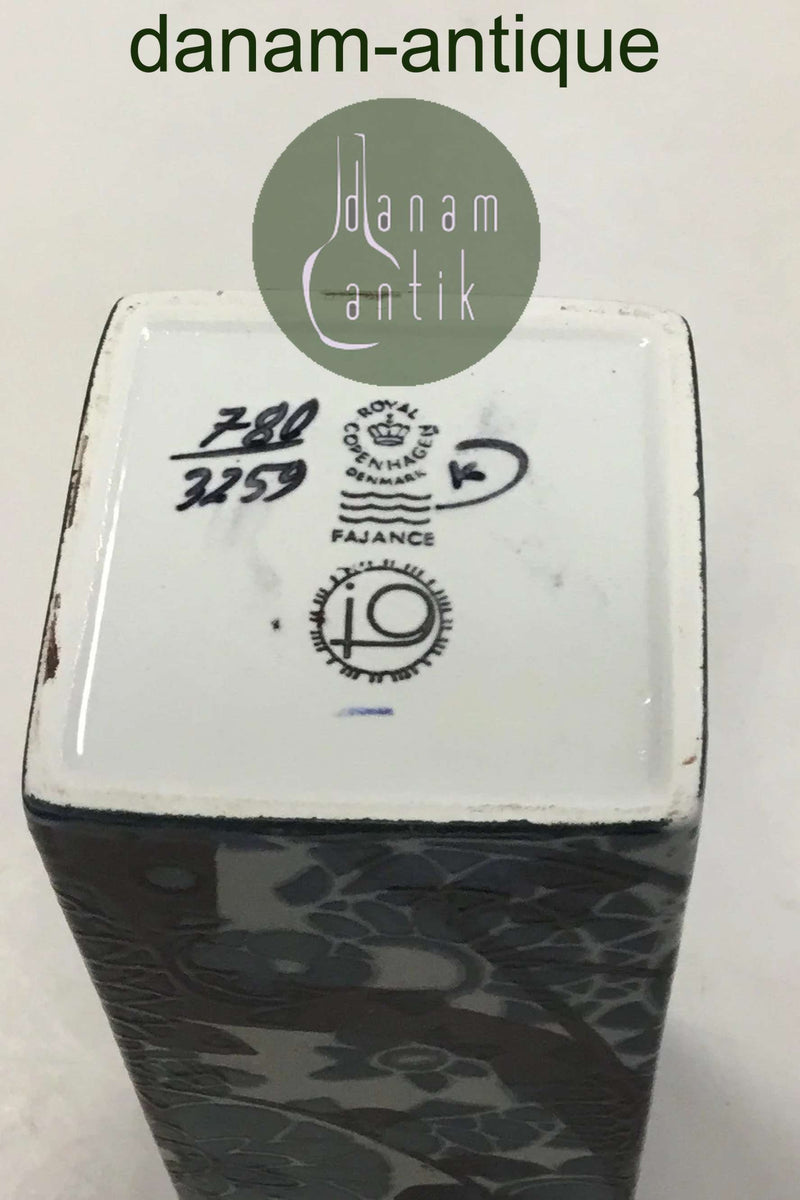 danam-antique
danam
antik
780
3259
ROYAL
COPENHAGEN
DENMARK
FAJANCE